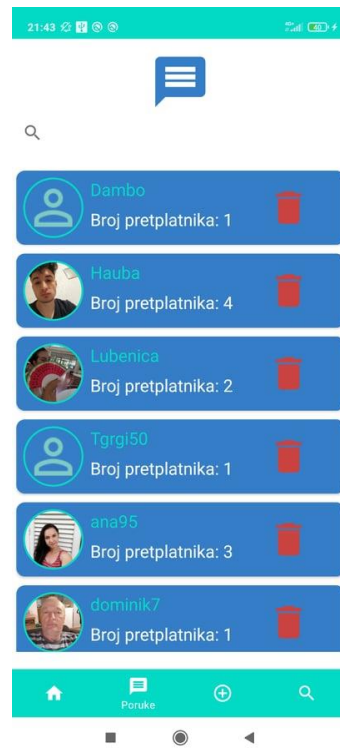 21:43
40
Dambo
Broj pretplatnika: 1
Hauba
Broj pretplatnika: 4
Lubenica
Broj pretplatnika: 2
Tgrgi50
Broj pretplatnika: 1
ana95
Broj pretplatnika: 3
dominik7
Broj pretplatnika: 1
Poruke